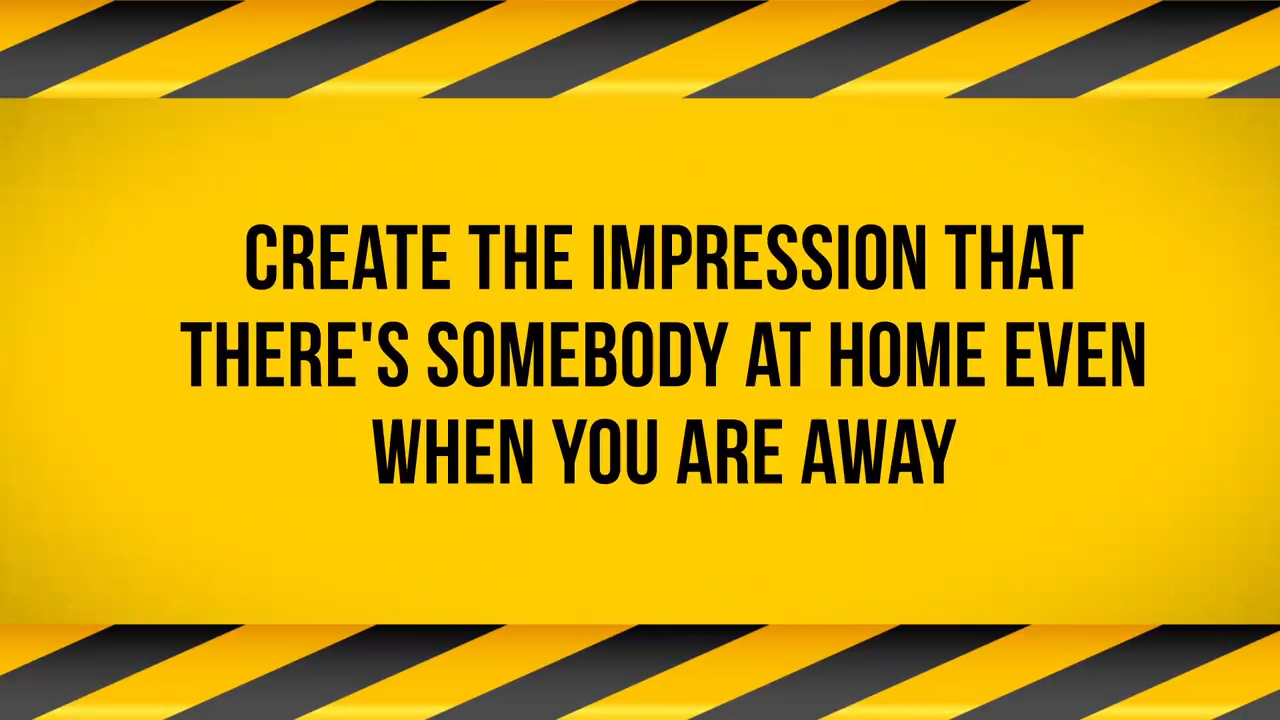 CREATE THE IMPRESSION THAT
THERE'S SOMEBODY AT HOME EVEN
WHEN YOU ARE AWAY